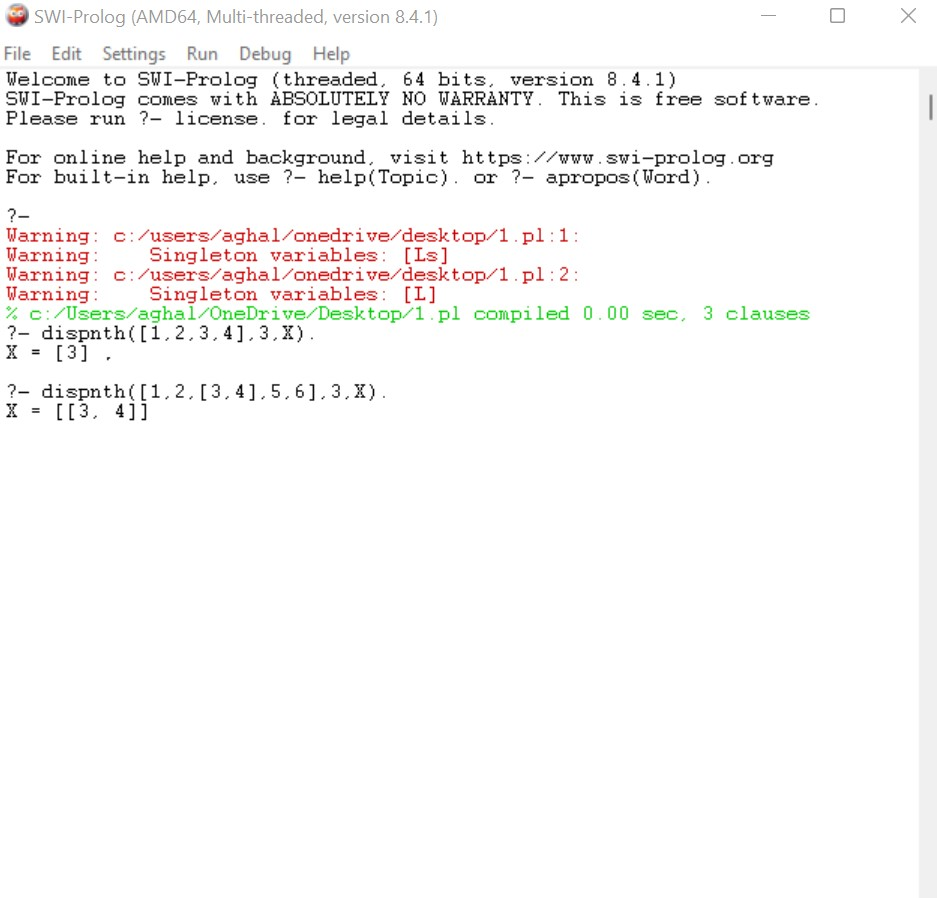 SWI-Prolog (AMD64, Multi-threaded, version 8.4.1)
File Edit Settings Run Debug Help
Welcome to SWI-Prolog (threaded, 64 bits, version 8.4.1)
SWI-Prolog comes with ABSOLUTELY NO WARRANTY. This is free software.
Please run ?- license. for legal details.
For online help and background, visit https://www.swi-prolog.org
For built-in help, use ?- help(Topic). or ?- apropos(Word).
?-
Warning: c:/users/aghal/onedrive/desktop/1.pl:1:
Warning:    Singleton variables: [Ls]
Warning: c:/users/aghal/onedrive/desktop/1.pl:2:
Warning:    Singleton variables: [L]
% c:/Users/aghal/OneDrive/Desktop/1.pl compiled 0.00 sec, 3 clauses
?- dispnth([1,2,3,4],3,X).
X = [3] .
?- dispnth([1,2,[3,4],5,6],3,X).
X = [[3, 4]]